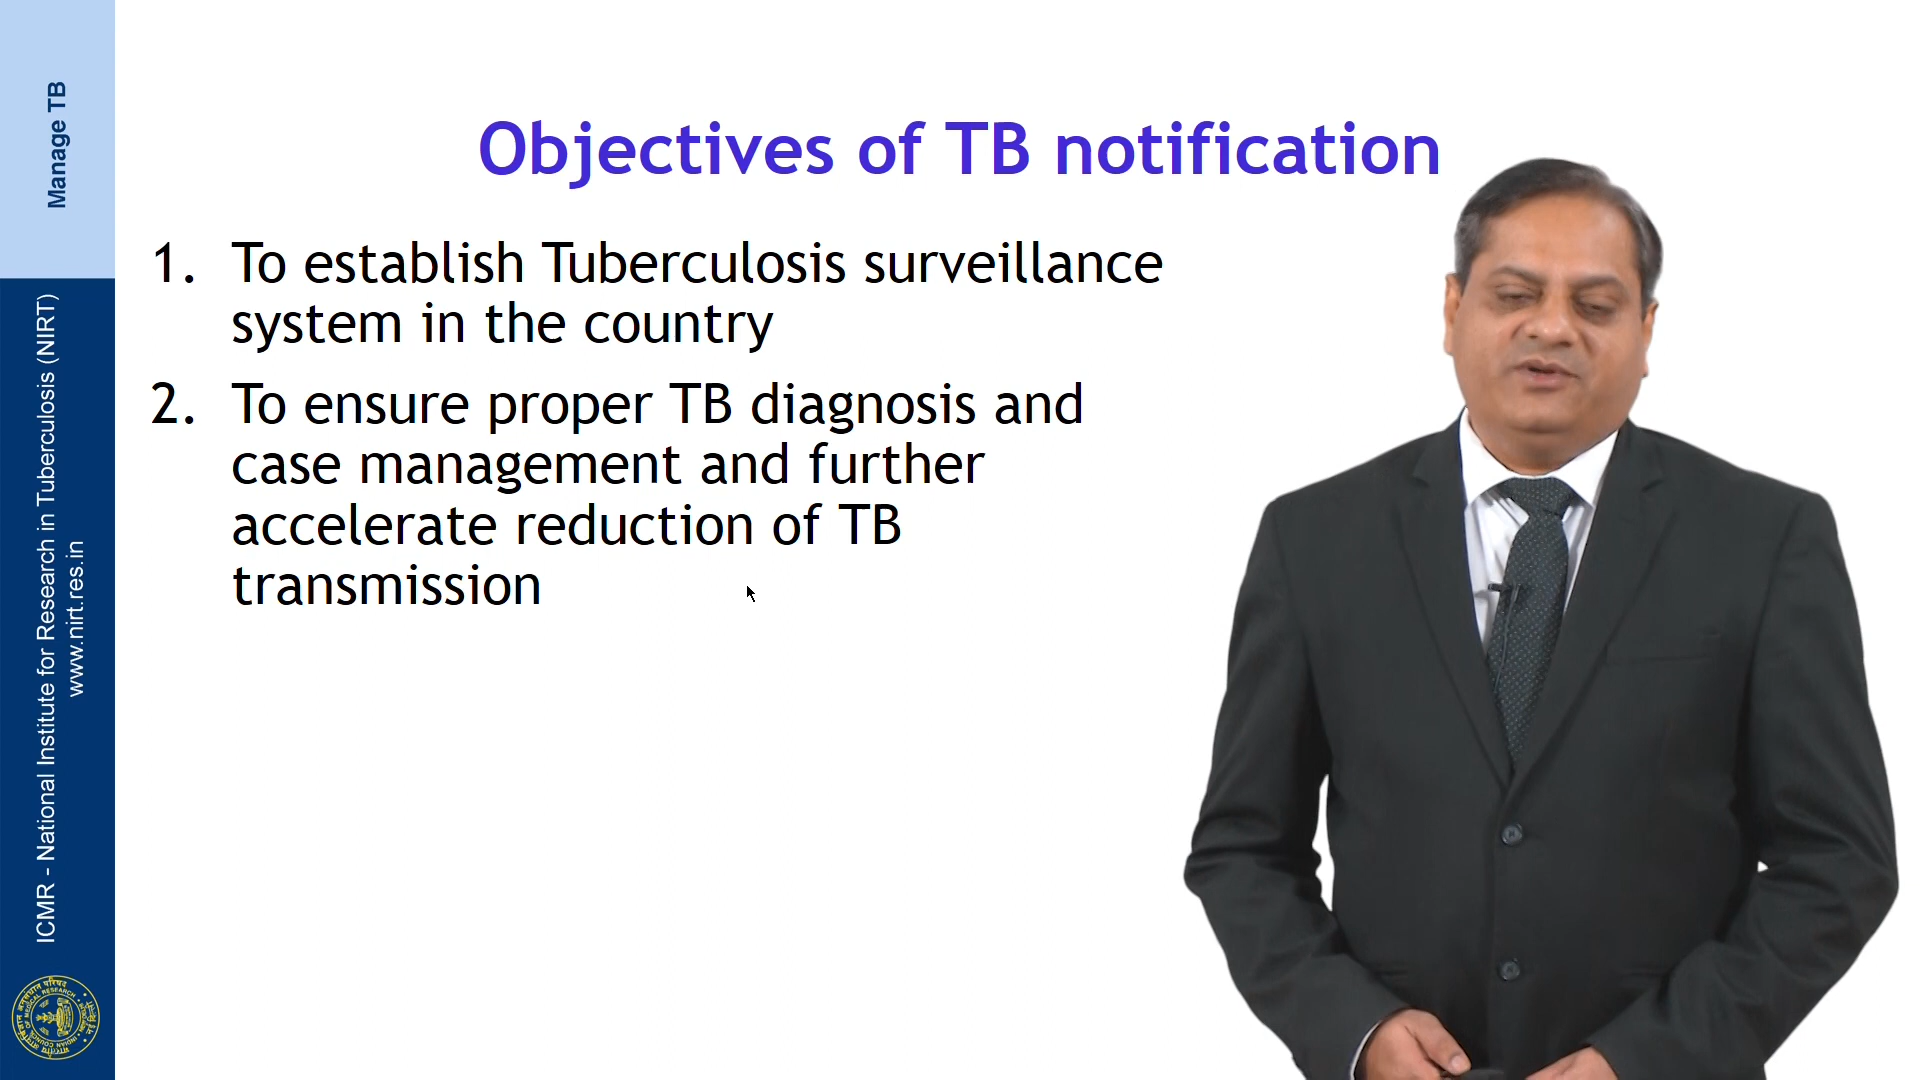 Manage TB
ICMR - National Institute for Research in Tuberculosis (NIRT)
www.nirt.res.in
Objectives of TB notification
1. To establish Tuberculosis surveillance
system in the country
2. To ensure proper TB diagnosis and
case management and further
accelerate reduction of TB
transmission